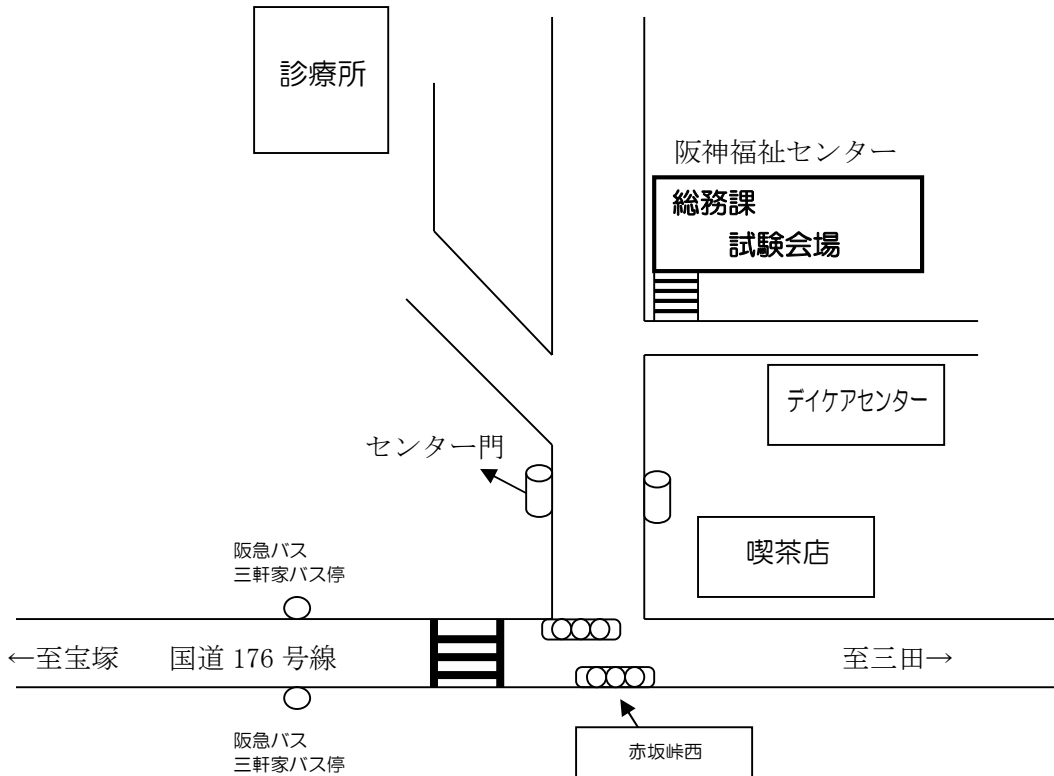 診療所
阪神福祉センター
総務課
試験会場
デイケアセンター
センター門
喫茶店
阪急バス
三軒家バス停
←至宝塚
国道 176 号線
至三田→
阪急バス
三軒家バス停
赤坂峠西